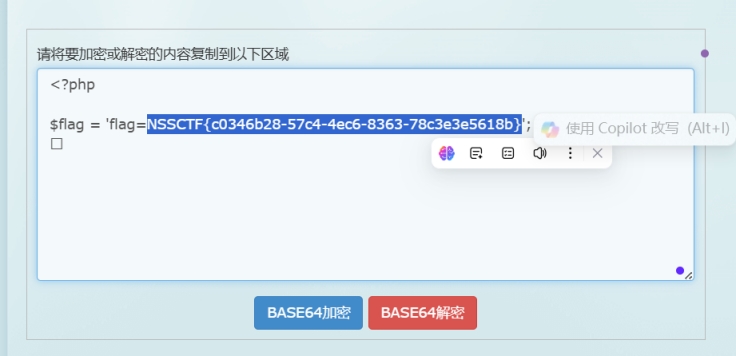 请将要加密或解密的内容复制到以下区域
<?php
$flag = 'flag=NSSCTF{c0346b28-57c4-4ec6-8363-78c3e3e5618b}';
使用 Copilot 改写 (Alt+I)
BASE64加密 BASE64解密